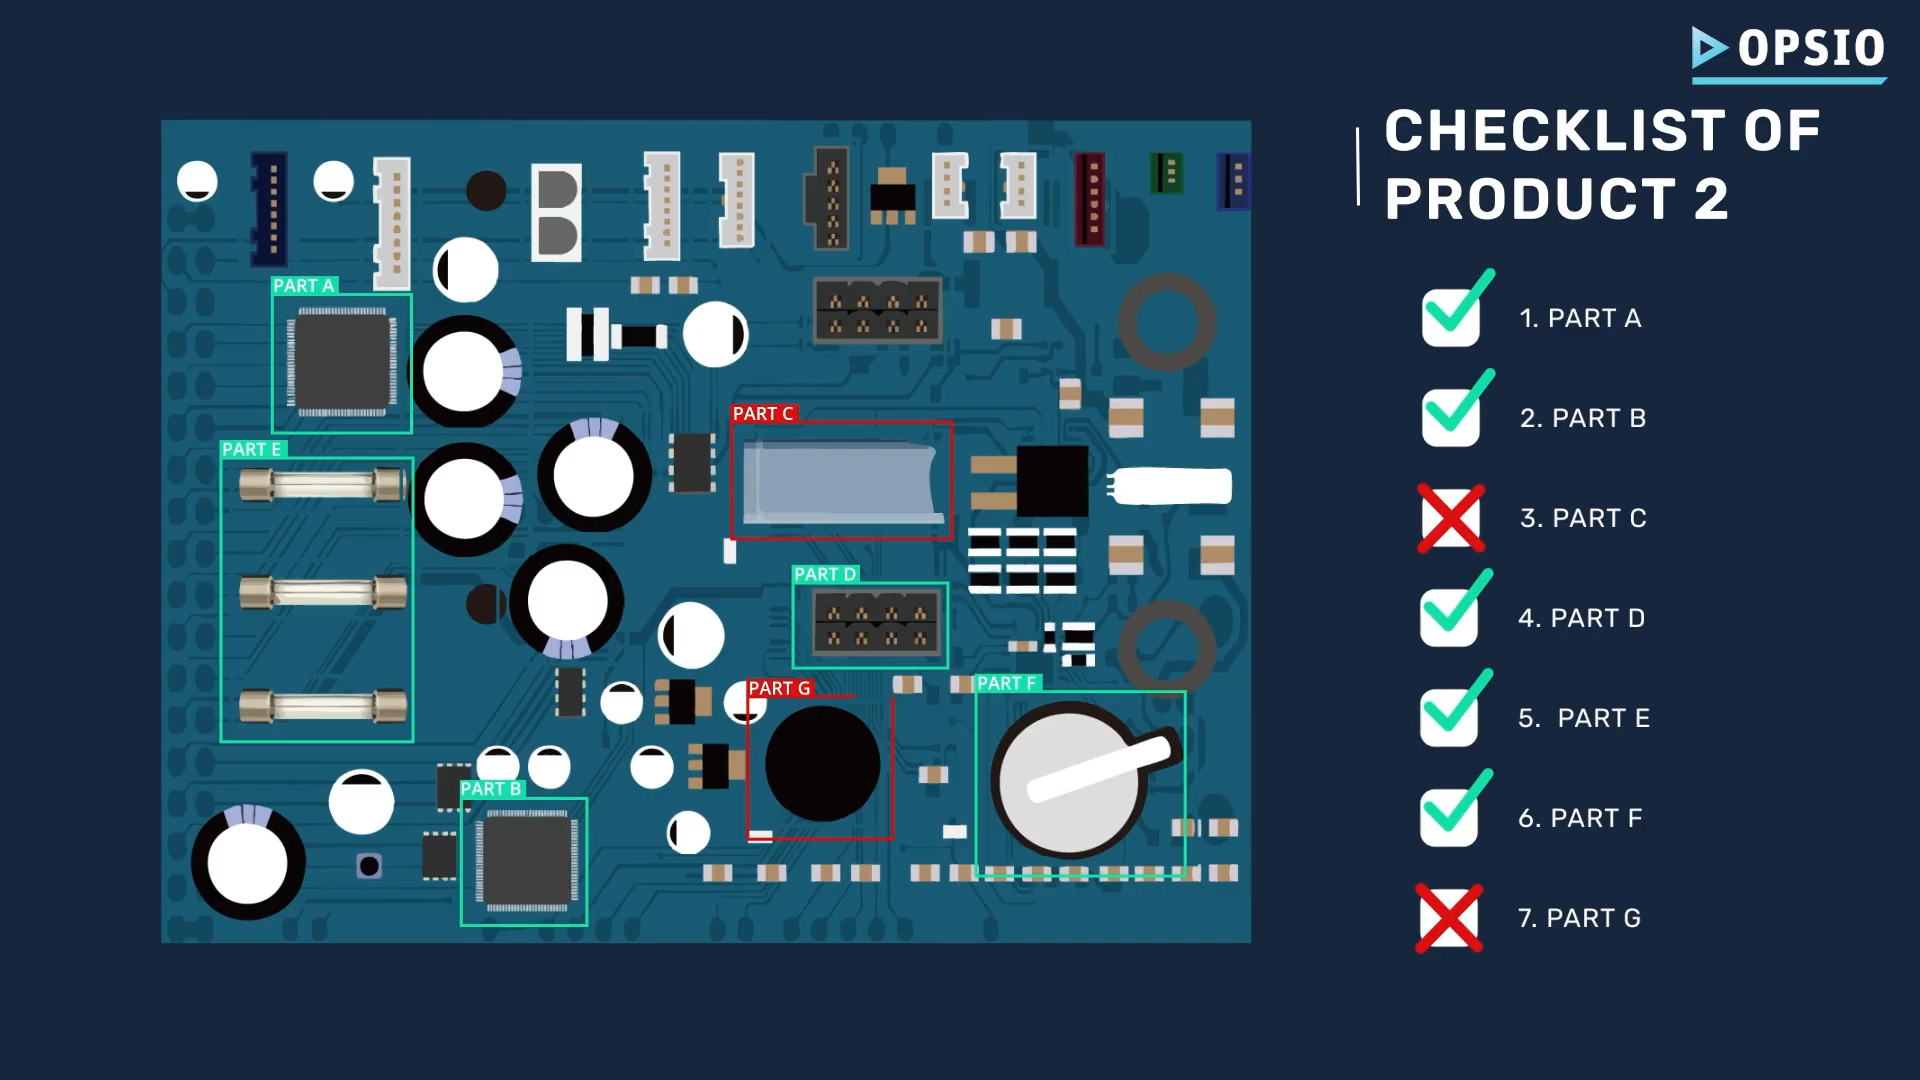 OPSIO
CHECKLIST OF
PRODUCT 2
1. PART A
2. PART B
3. PART C
4. PART D
5. PART E
6. PART F
7. PART G
PART A
PART C
PART E
PART D
PART F
PART G
PART B